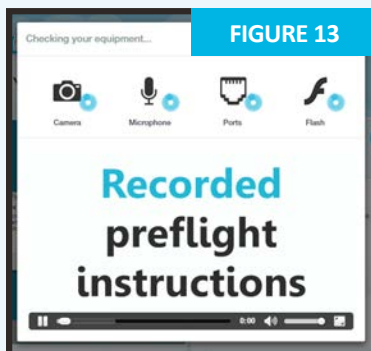 Checking your equipment...
FIGURE 13
Camera Microphone Ports Flash
Recorded
preflight
instructions
0:00